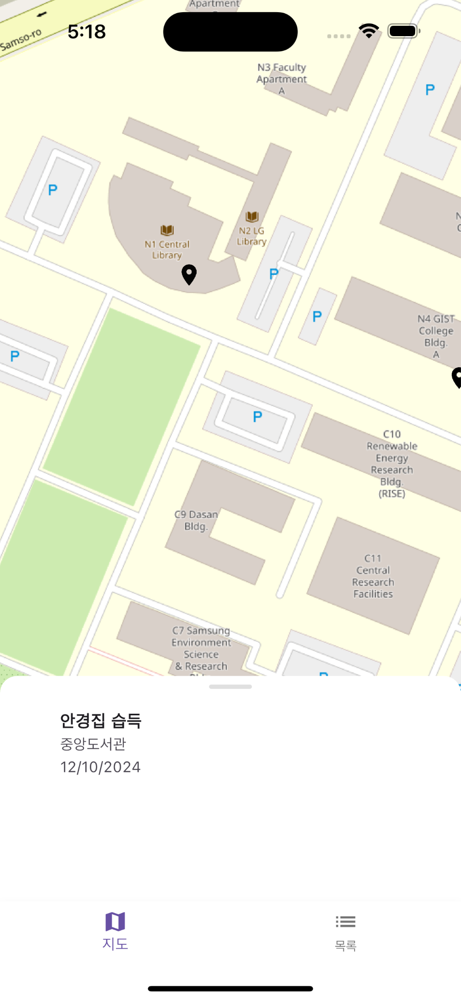 Apartment
5:18
Samso-ro
N3 Faculty
Apartment
A
P
P
N1 Central
Library
N2 LG
Library
P
P
N4 GIST
College
Bldg.
A
P
P
C10
Renewable
Energy
Research
Bldg.
(RISE)
C9 Dasan
Bldg.
C11
Central
Research
Facilities
C7 Samsung
Environment
Science
& Research
P
안경집 습득
중앙도서관
12/10/2024
지도
목록